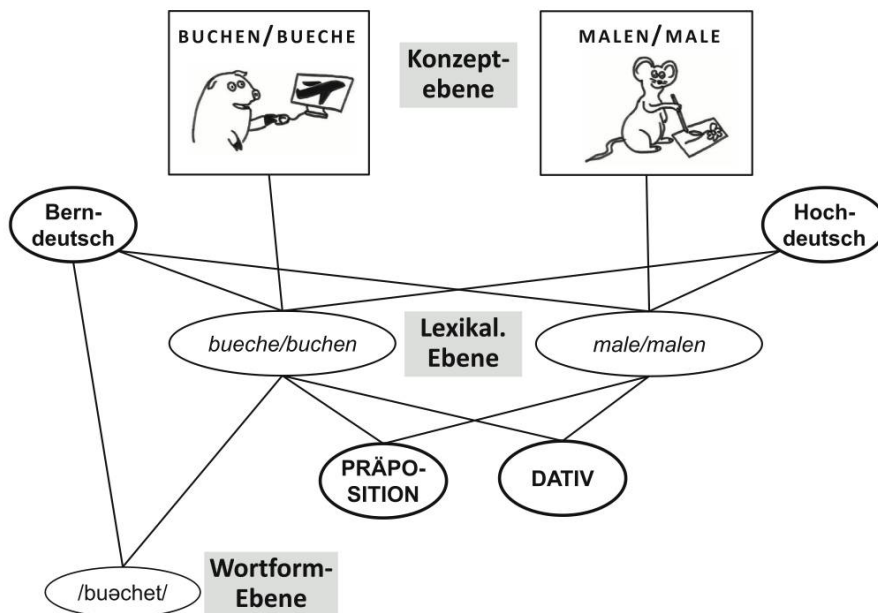 BUCHEN/BUECHE
Konzept-
ebene
MALEN/MALE
Bern-
deutsch
Hoch-
deutsch
bueche/buchen
Lexikal.
Ebene
male/malen
PRÄPO-
SITION
DATIV
/buəchet/
Wortform-
Ebene